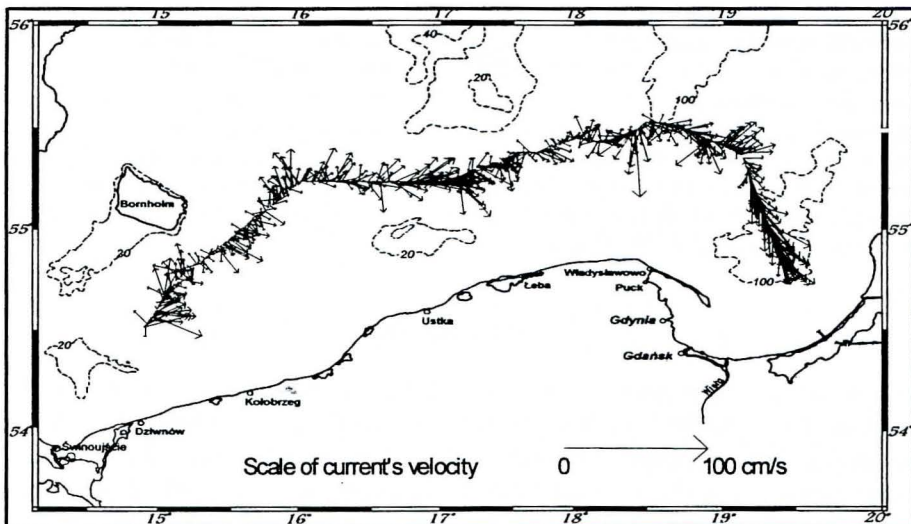 15 16 17 18 19 20
56° 56°
40
20
20
100
Bornholm
55° 55°
20
20
100
Władysławowo
Łeba
Puck
Ustka
Gdynia
Gdańsk
20
Wisła
Kołobrzeg
54° 54°
Dziwnów
Świnoujście
Scale of current's velocity 0 100 cm/s
15° 16° 17° 18° 19° 20°